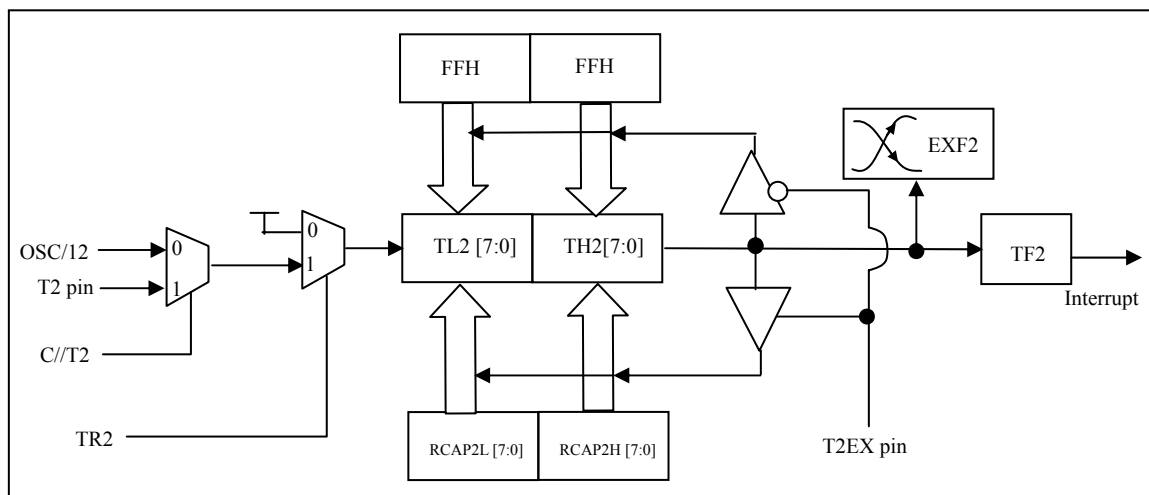 FFH FFH
EXF2
OSC/12 0 0
TL2 [7:0] TH2[7:0] TF2
1
T2 pin 1
Interrupt
C//T2
TR2
RCAP2L [7:0] RCAP2H [7:0]
T2EX pin